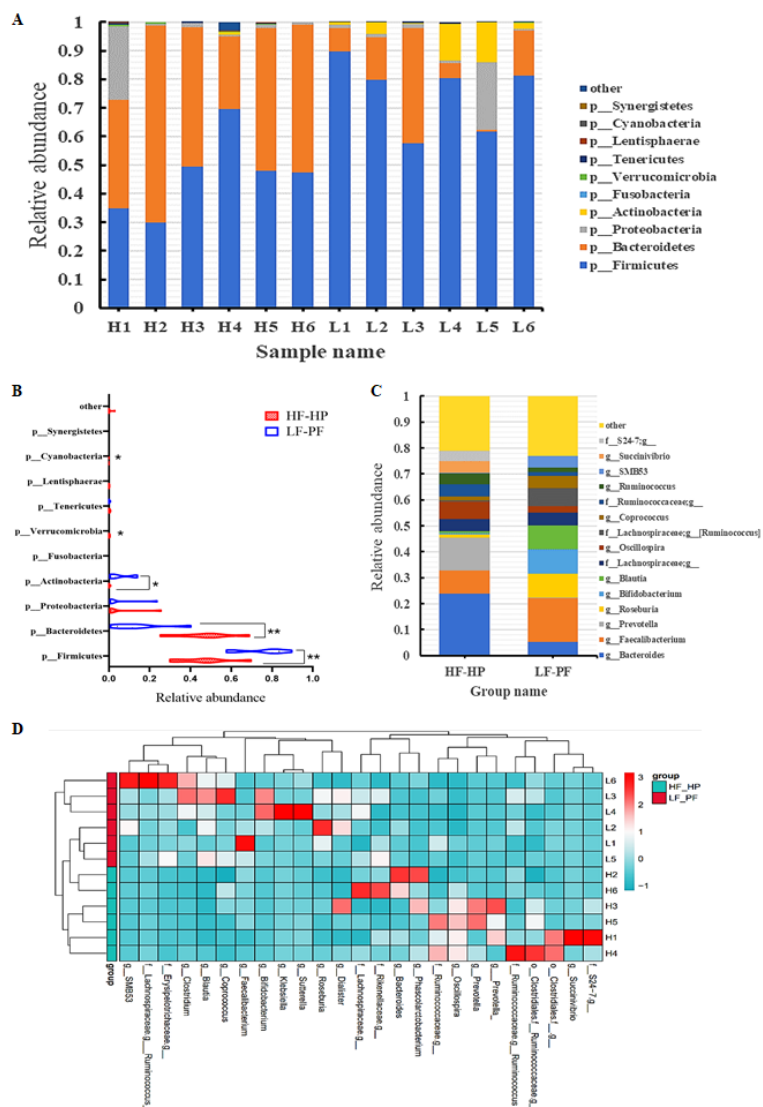 A
Relative abundance
1
0.9
0.8
0.7
0.6
0.5
0.4
0.3
0.2
0.1
0
H1 H2 H3 H4 H5 H6 L1 L2 L3 L4 L5 L6
Sample name
other
p__Synergistetes
p__Cyanobacteria
p__Lentisphaerae
p__Tenericutes
p__Verrucomicrobia
p__Fusobacteria
p__Actinobacteria
p__Proteobacteria
p__Bacteroidetes
p__Firmicutes
B
other
p__Synergistetes
p__Cyanobacteria
p__Lentisphaerae
p__Tenericutes
p__Verrucomicrobia
p__Fusobacteria
p__Actinobacteria
p__Proteobacteria
p__Bacteroidetes
p__Firmicutes
HF-HP
LF-PF
*
*
*
**
**
0.0 0.2 0.4 0.6 0.8 1.0
Relative abundance
C
Relative abundance
1
0.9
0.8
0.7
0.6
0.5
0.4
0.3
0.2
0.1
0
HF-HP LF-PF
Group name
other
f__S24-7;g__
g__Succinivibrio
g__SMB53
g__Ruminococcus
f__Ruminococcaceae;g__
g__Coprococcus
f__Lachnospiraceae;g__[Ruminococcus]
g__Oscillospira
f__Lachnospiraceae;g__
g__Blautia
g__Bifidobacterium
g__Roseburia
g__Prevotella
g__Faecalibacterium
g__Bacteroides
D
L6
L3
L4
L2
L1
L5
H2
H6
H3
H5
H1
H4
3
2
1
0
−1
group
HF_HP
LF_PF
group
g__SMB53
f__Lachnospiraceae.g__Ruminococcus.
f__Erysipelotrichaceae.g__
g__Clostridium
g__Blautia
g__Coprococcus
g__Faecalibacterium
g__Bifidobacterium
g__Klebsiella
g__Sutterella
g__Roseburia
g__Dialister
f__Lachnospiraceae.g__
f__Rikenellaceae.g__
g__Bacteroides
g__Phascolarctobacterium
f__Ruminococcaceae.g__
g__Oscillospira
g__Prevotella
g__Prevotella_
f__Ruminococcaceae.g__Ruminococcus
o__Clostridiales.f__Ruminococcaceae.g__
o__Clostridiales.f__g__
g__Succinivibrio
f__S24−7.g__